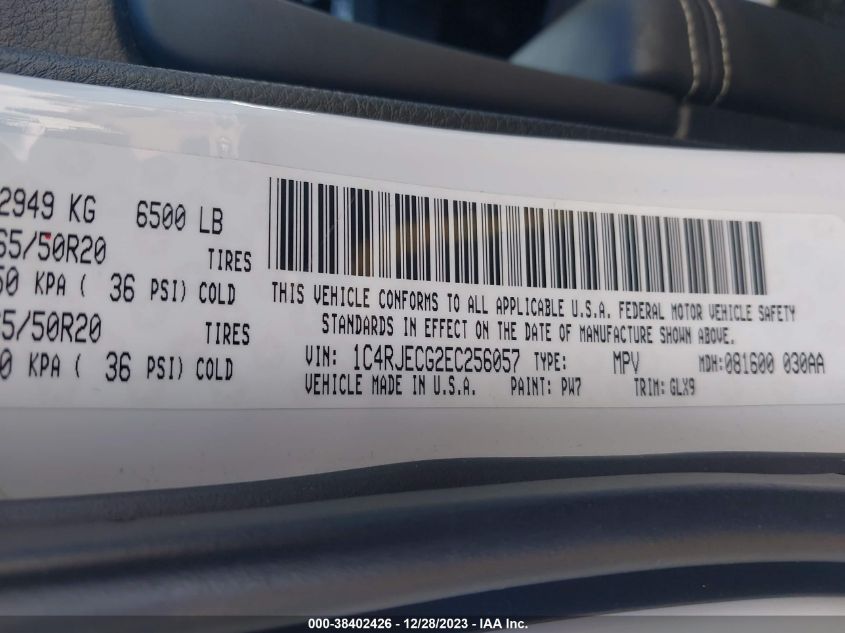 2949 KG 6500 LB
65/50R20 TIRES
50 KPA ( 36 PSI) COLD
65/50R20 TIRES
0 KPA ( 36 PSI) COLD
THIS VEHICLE CONFORMS TO ALL APPLICABLE U.S.A. FEDERAL MOTOR VEHICLE SAFETY
STANDARDS IN EFFECT ON THE DATE OF MANUFACTURE SHOWN ABOVE.
VIN: 1C4RJECG2EC256057 TYPE: MPV MDH:081600 030AA
VEHICLE MADE IN U.S.A. PAINT: PW7 TRIM: GLX9
000-38402426 - 12/28/2023 - IAA Inc.